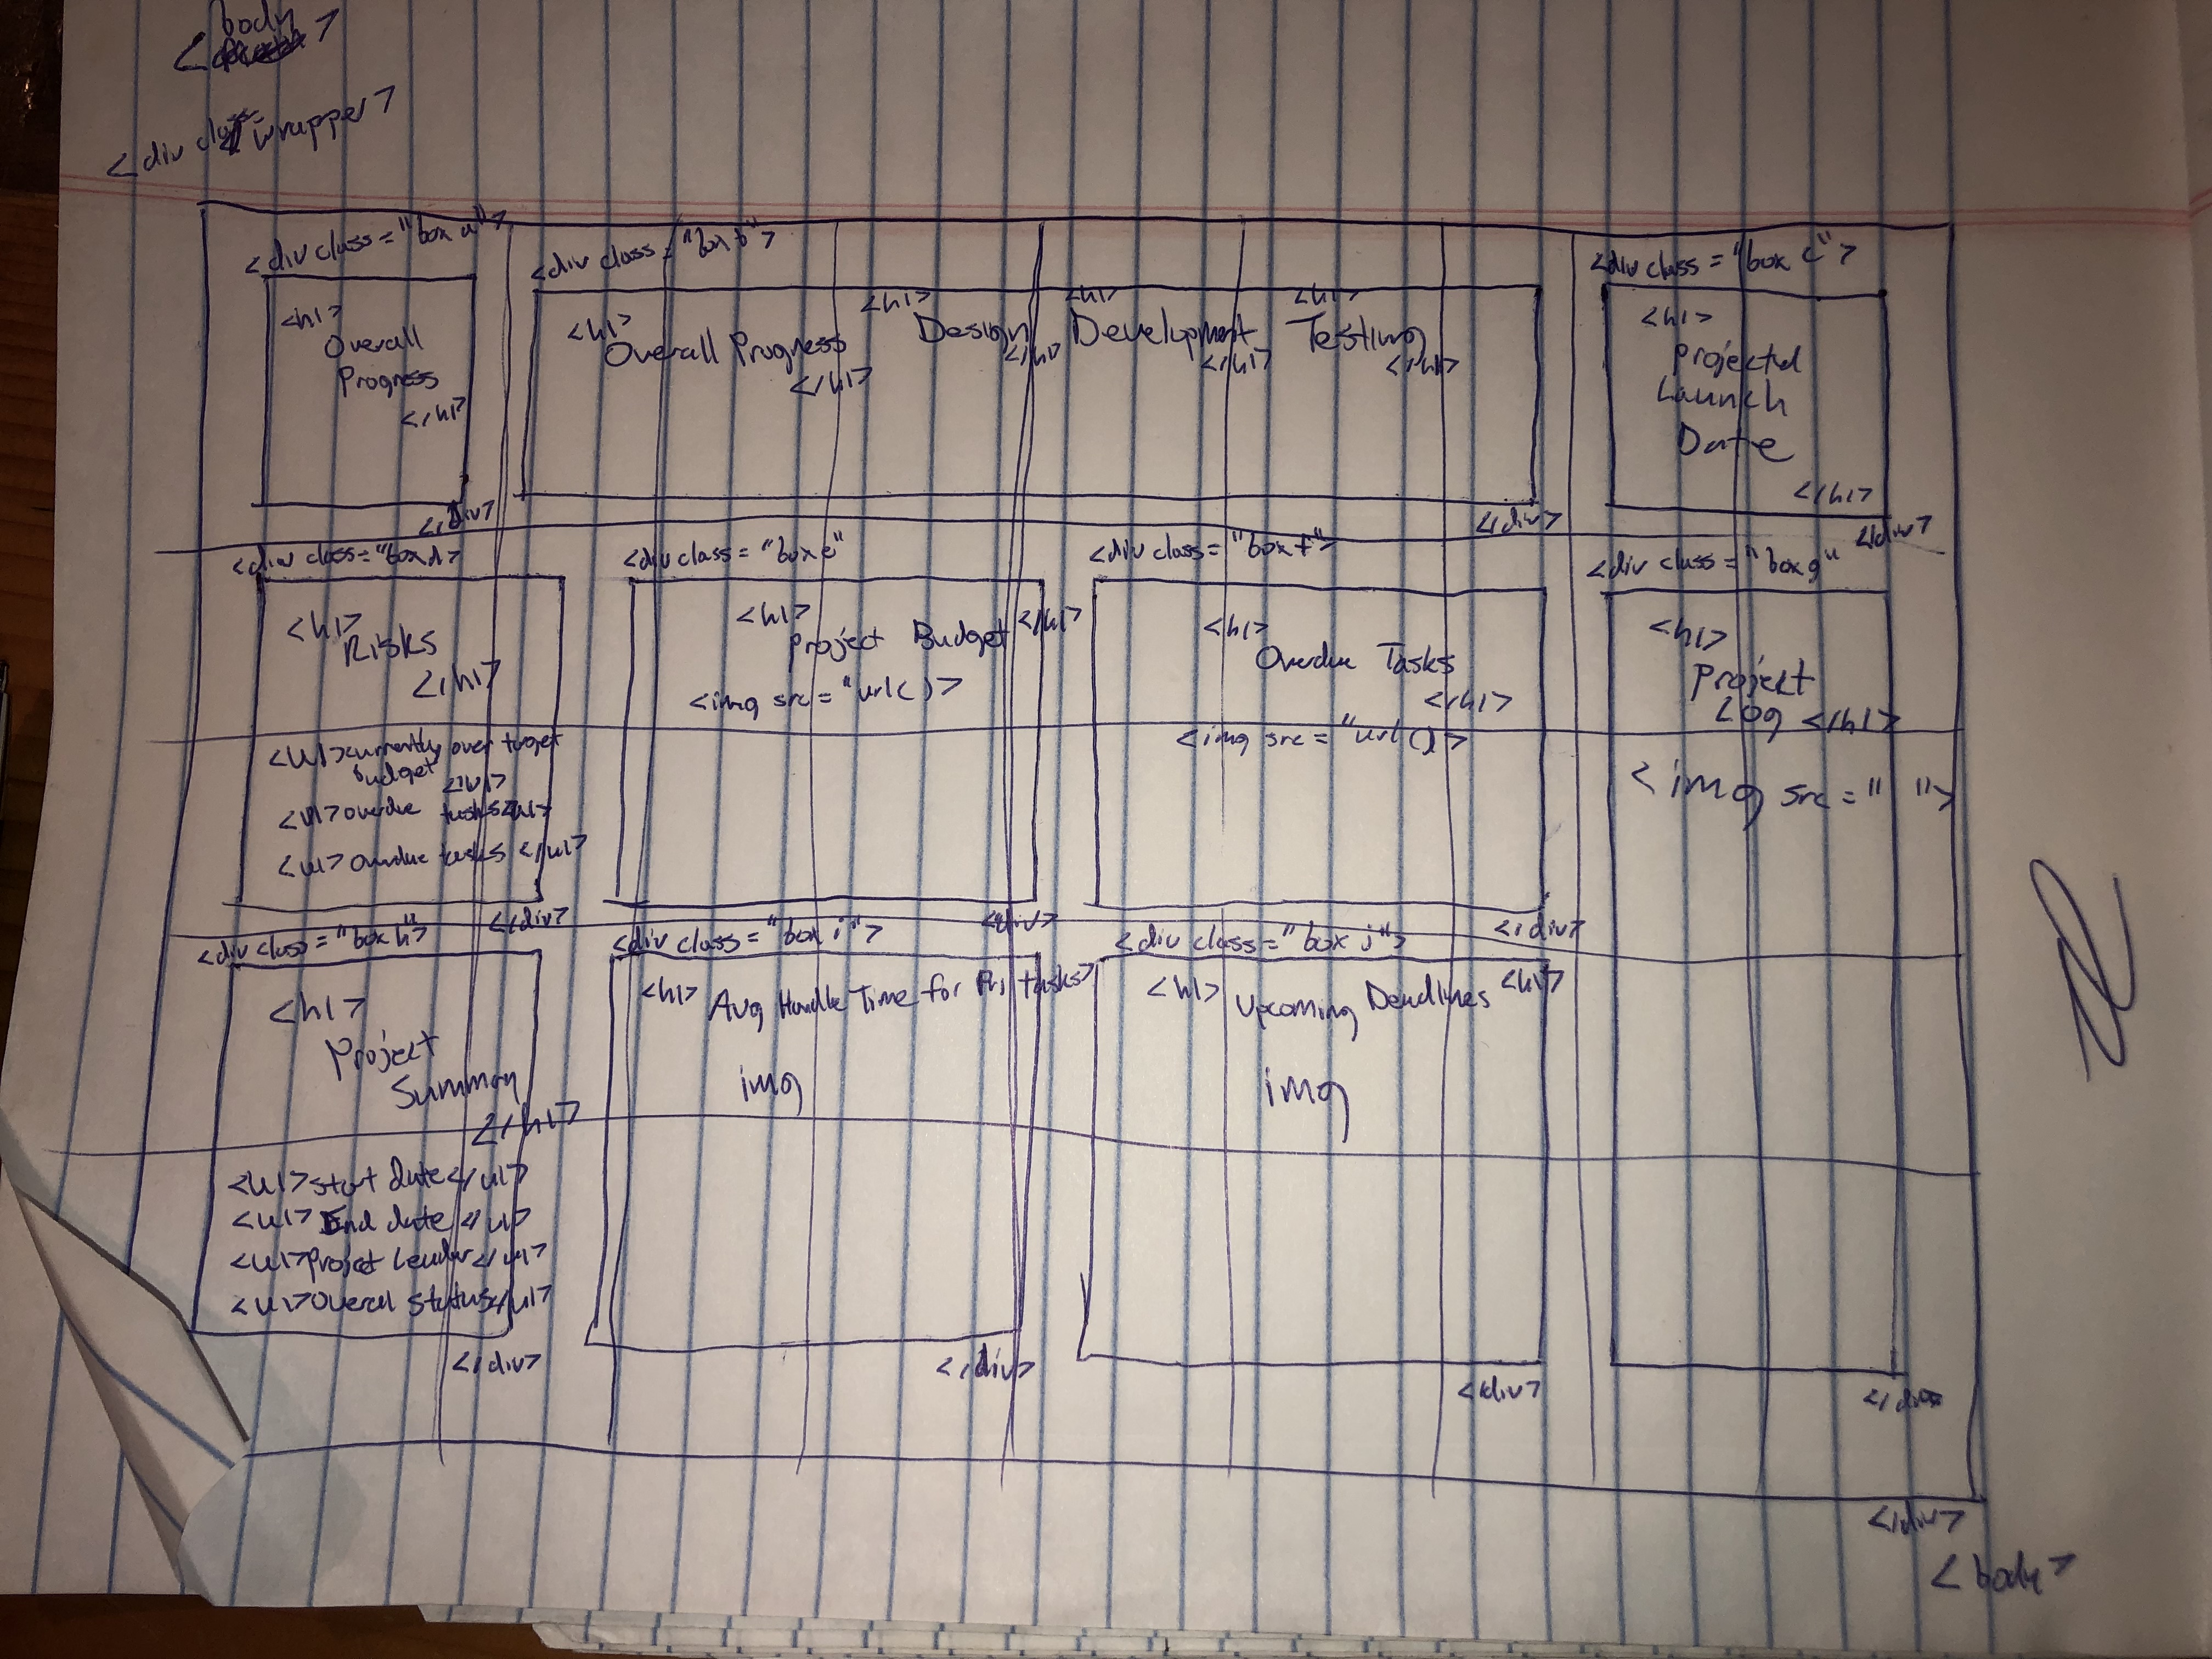 <body>
<div class="wrapper">
<div class="box a">
<h1>
Overall
Progress
</h1>
</div>
<div class="box b">
<h1> Overall Progress </h1>
<h1> Design </h1>
<h1> Development </h1>
<h1> Testing </h1>
</div>
<div class="box c">
<h1>
Projected
Launch
Date
</h1>
</div>
<div class="box d">
<h1> Risks </h1>
<ul> currently over target
budget </ul>
<ul> overdue tasks </ul>
<ul> overdue tasks </ul>
</div>
<div class="box e"
<h1> Project Budget </h1>
<img src="url()>
</div>
<div class="box f">
<h1> Overdue Tasks </h1>
<img src="url()>
</div>
<div class="box g"
<h1>
Project
Log </h1>
<img src=" ">
</div>
<div class="box h">
<h1>
Project
Summary
</h1>
<ul> start date </ul>
<ul> End date </ul>
<ul> project leader </ul>
<ul> overall status </ul>
</div>
<div class="box i">
<h1> Avg Handle Time for Pri Tasks>
img
</div>
<div class="box j">
<h1> Upcoming Deadlines <h1>
img
</div>
</div>
<body>